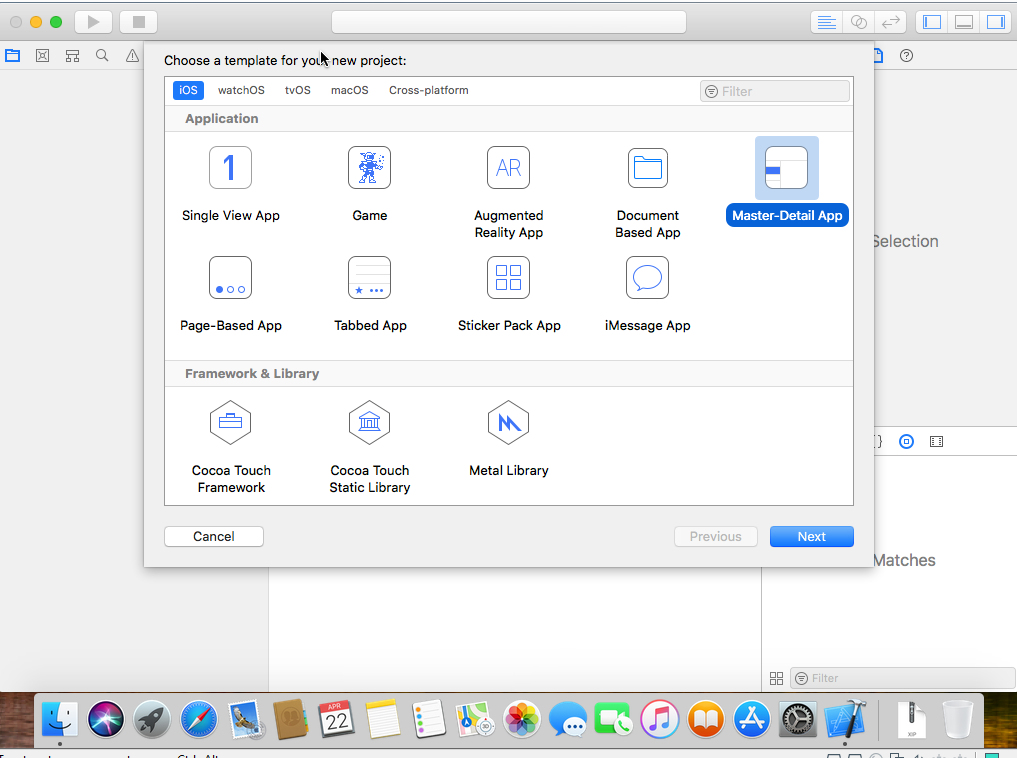 Choose a template for your new project:
iOS watchOS tvOS macOS Cross-platform
Filter
Application
1
AR
Single View App
Game
Augmented
Reality App
Document
Based App
Master-Detail App
Page-Based App
Tabbed App
Sticker Pack App
iMessage App
Framework & Library
Cocoa Touch
Framework
Cocoa Touch
Static Library
Metal Library
Cancel
Previous
Next
Selection
Matches
Filter
APR
22
ZIP